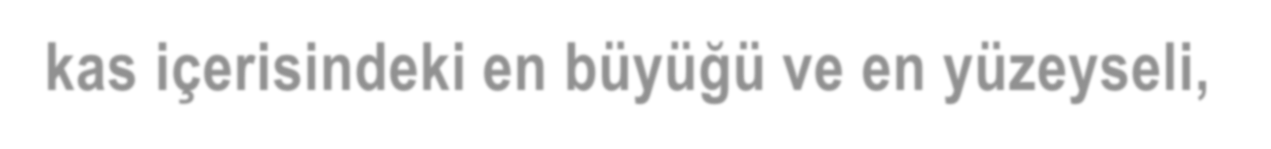 kas içerisindeki en büyüğü ve en yüzeyseli,